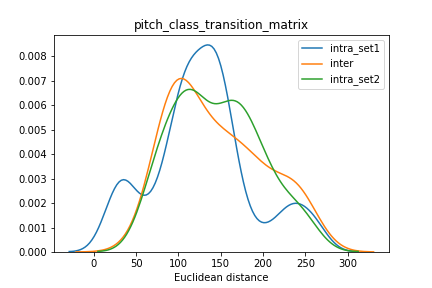 pitch_class_transition_matrix
intra_set1
inter
intra_set2
0.008
0.007
0.006
0.005
0.004
0.003
0.002
0.001
0.000
0 50 100 150 200 250 300
Euclidean distance